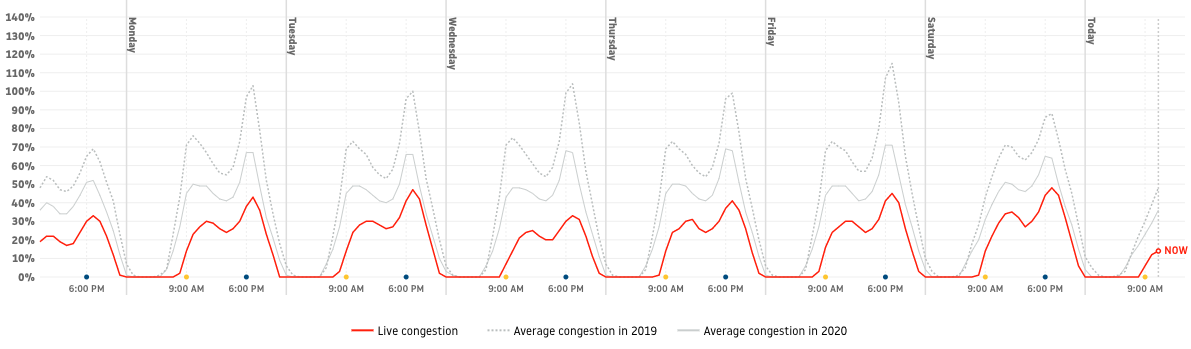 140%
130%
120%
110%
100%
90%
80%
70%
60%
50%
40%
30%
20%
10%
0%
Monday
Tuesday
Wednesday
Thursday
Friday
Saturday
Today
NOW
6:00 PM 9:00 AM 6:00 PM 9:00 AM 6:00 PM 9:00 AM 6:00 PM 9:00 AM 6:00 PM 9:00 AM 6:00 PM 9:00 AM 6:00 PM 9:00 AM
Live congestion Average congestion in 2019 Average congestion in 2020